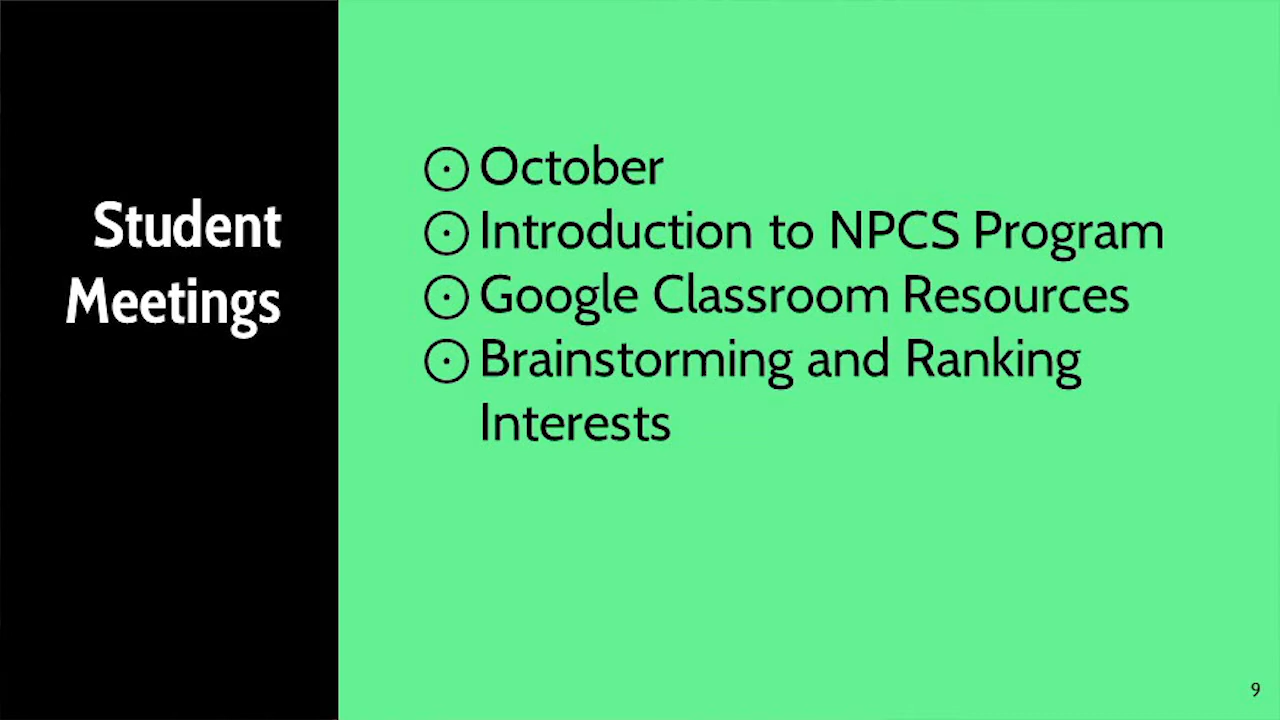 Student
Meetings
⨀ October
⨀ Introduction to NPCS Program
⨀ Google Classroom Resources
⨀ Brainstorming and Ranking
Interests
9